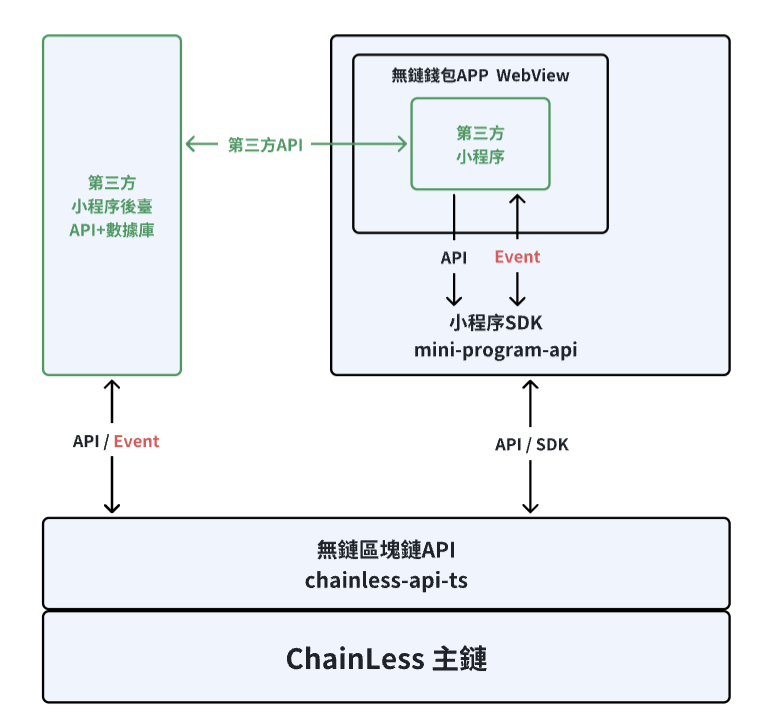 無鏈錢包APP WebView
第三方
小程序
第三方API
第三方
小程序後臺
API+數據庫
API
Event
小程序SDK
mini-program-api
API / Event
API / SDK
無鏈區塊鏈API
chainless-api-ts
ChainLess 主鏈